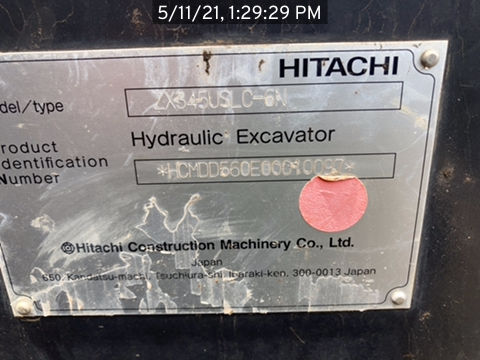 5/11/21, 1:29:29 PM
HITACHI
del/type ZX345USLC-6N
Hydraulic Excavator
roduct
dentification
Number
©Hitachi Construction Machinery Co., Ltd.
Japan
650, Kandatsu-machi, Tsuchiura-shi, Ibaraki-ken, 300-0013 Japan